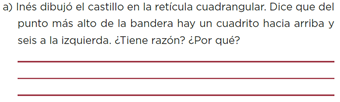 a) Inés dibujó el castillo en la retícula cuadrangular. Dice que del
punto más alto de la bandera hay un cuadrito hacia arriba y
seis a la izquierda. ¿Tiene razón? ¿Por qué?